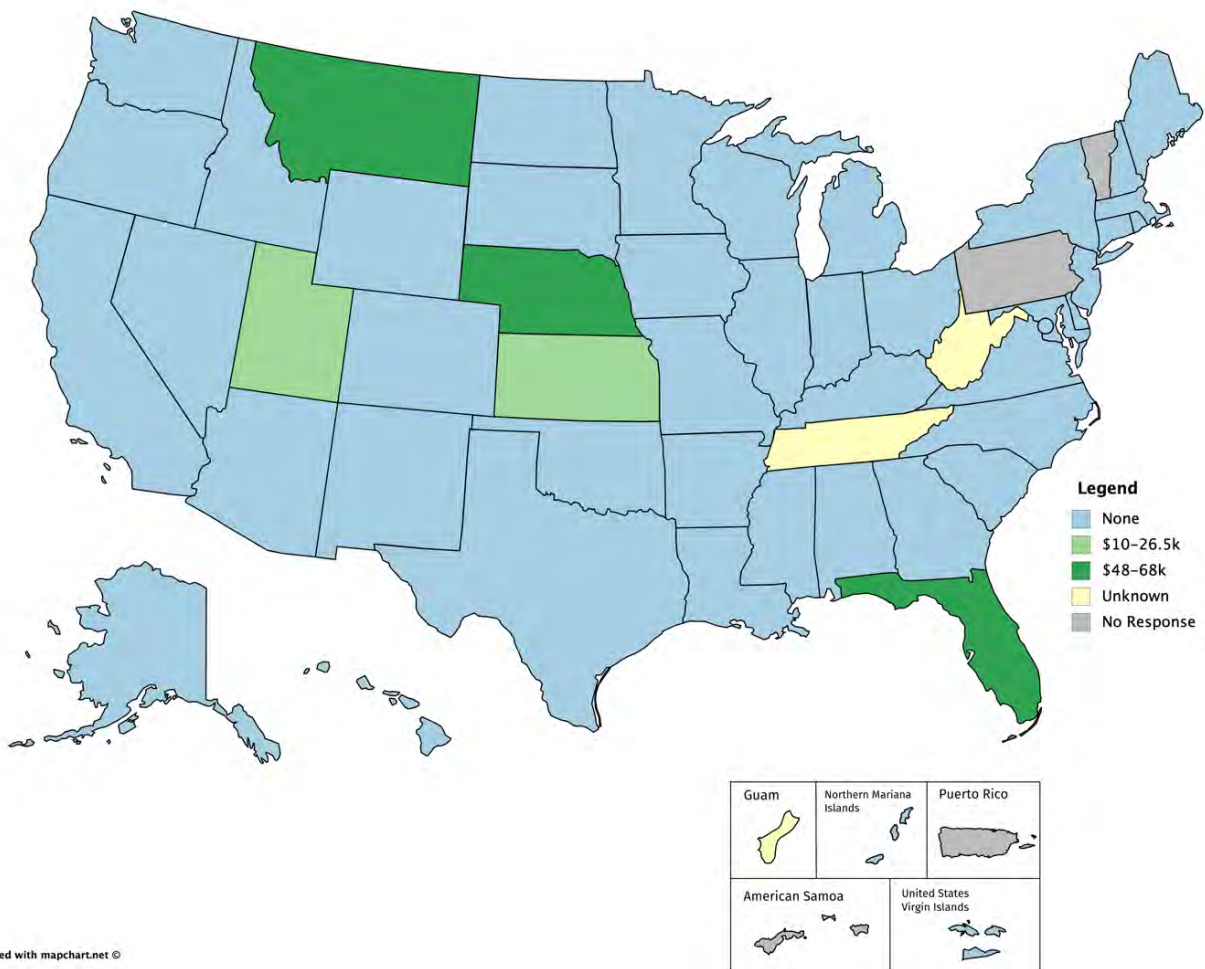 Legend
None
$10–26.5k
$48–68k
Unknown
No Response
Guam
Northern Mariana
Islands
Puerto Rico
American Samoa
United States
Virgin Islands
ed with mapchart.net ©